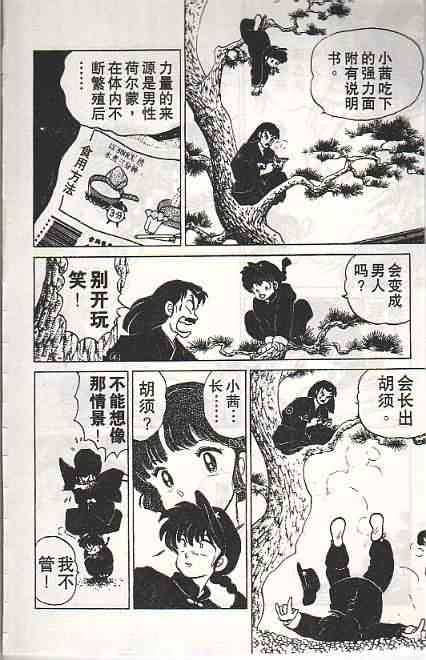 小茜吃下
的强力面
附有说明
书。
力量的来
源是男性
荷尔蒙，
在体内不
断繁殖后
……
食用方法
会变成
男人
吗？
别开玩
笑！
会长出
胡须。
小茜…
长……
胡须？
不能想像
那情景！
我不
管！